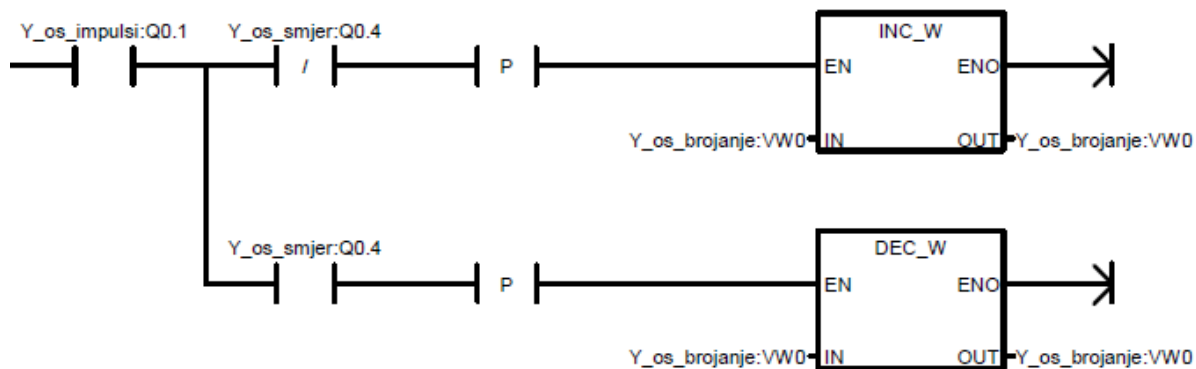 Y_os_impulsi:Q0.1 Y_os_smjer:Q0.4 INC_W
/ P EN ENO
Y_os_brojanje:VW0 IN OUT Y_os_brojanje:VW0
Y_os_smjer:Q0.4 DEC_W
P EN ENO
Y_os_brojanje:VW0 IN OUT Y_os_brojanje:VW0